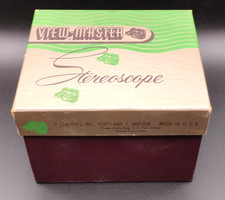 VIEW-MASTER
Stereoscope
SAWYER'S INC. PORTLAND 7, OREGON MADE IN U.S.A.